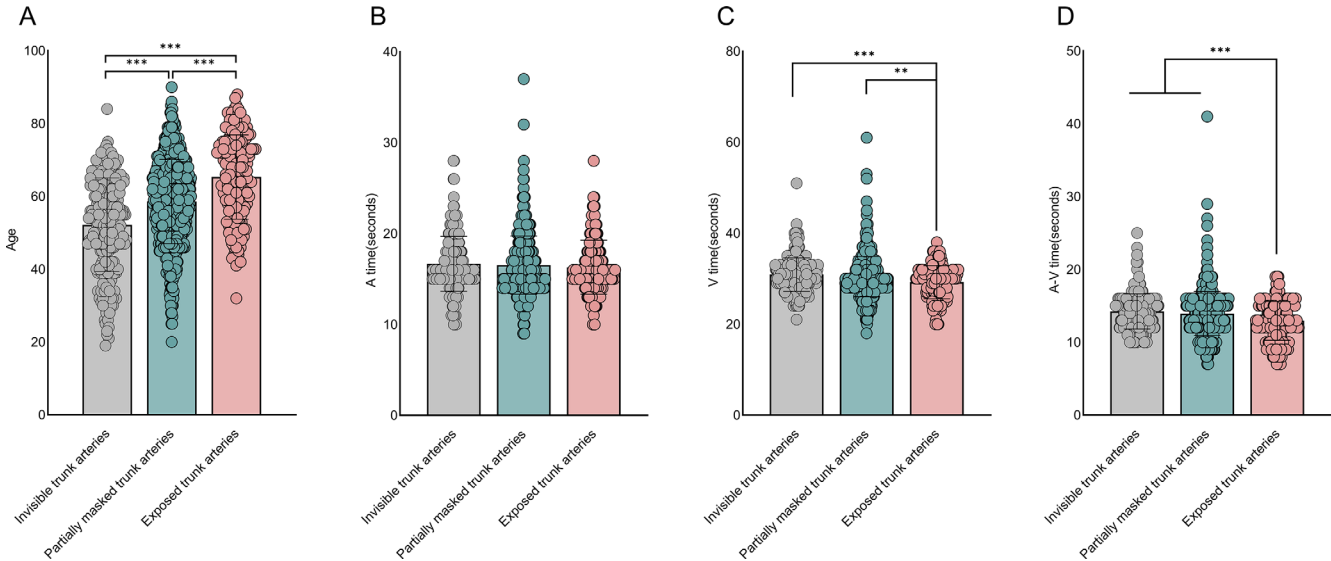 A
B
C
D
***
***
***
100
80
60
40
20
0
Age
Invisible trunk arteries
Partially masked trunk arteries
Exposed trunk arteries
40
30
20
10
0
A time(seconds)
Invisible trunk arteries
Partially masked trunk arteries
Exposed trunk arteries
***
**
80
60
40
20
0
V time(seconds)
Invisible trunk arteries
Partially masked trunk arteries
Exposed trunk arteries
***
50
40
30
20
10
0
A-V time(seconds)
Invisible trunk arteries
Partially masked trunk arteries
Exposed trunk arteries